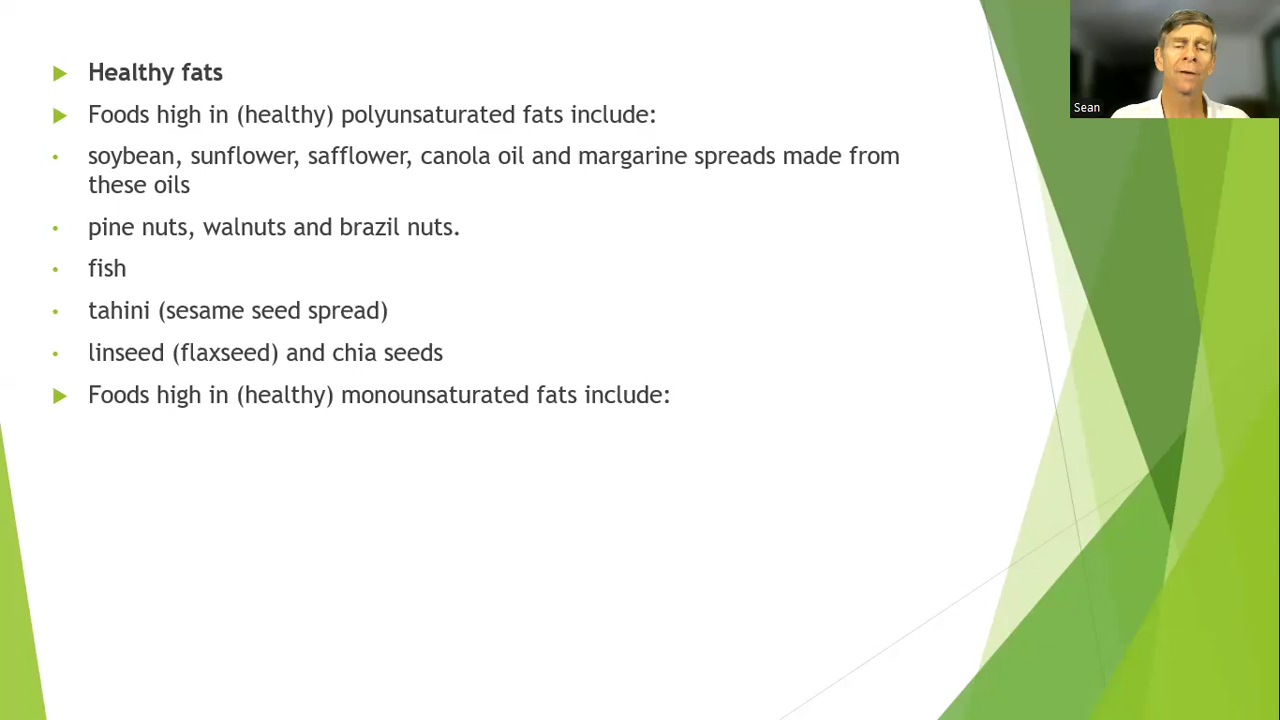 Healthy fats
Foods high in (healthy) polyunsaturated fats include:
soybean, sunflower, safflower, canola oil and margarine spreads made from
these oils
pine nuts, walnuts and brazil nuts.
fish
tahini (sesame seed spread)
linseed (flaxseed) and chia seeds
Foods high in (healthy) monounsaturated fats include:
Sean